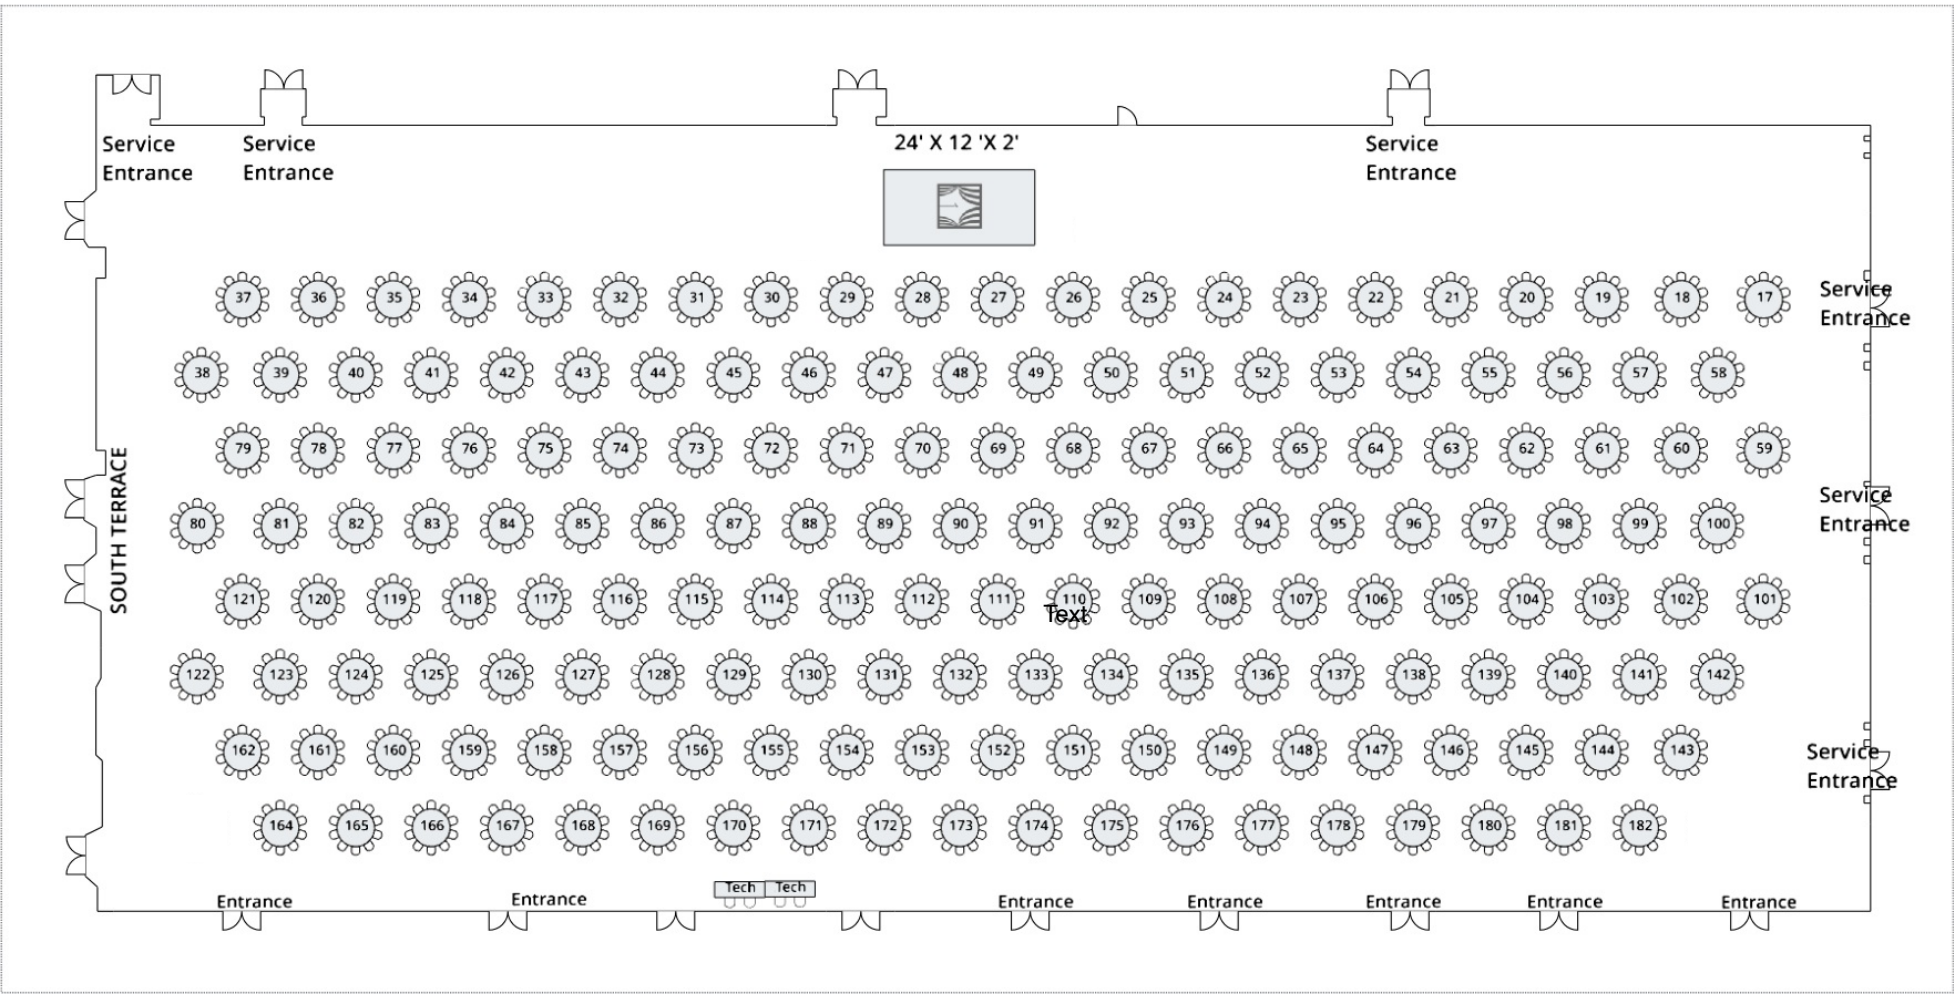 Service
Entrance
Service
Entrance
24' X 12 'X 2'
Service
Entrance
37 36 35 34 33 32 31 30 29 28 27 26 25 24 23 22 21 20 19 18 17
Service
Entrance
38 39 40 41 42 43 44 45 46 47 48 49 50 51 52 53 54 55 56 57 58
79 78 77 76 75 74 73 72 71 70 69 68 67 66 65 64 63 62 61 60 59
SOUTH TERRACE
80 81 82 83 84 85 86 87 88 89 90 91 92 93 94 95 96 97 98 99 100
Service
Entrance
121 120 119 118 117 116 115 114 113 112 111 110 109 108 107 106 105 104 103 102 101
Text
122 123 124 125 126 127 128 129 130 131 132 133 134 135 136 137 138 139 140 141 142
162 161 160 159 158 157 156 155 154 153 152 151 150 149 148 147 146 145 144 143
Service
Entrance
164 165 166 167 168 169 170 171 172 173 174 175 176 177 178 179 180 181 182
Tech Tech
Entrance Entrance Entrance Entrance Entrance Entrance Entrance